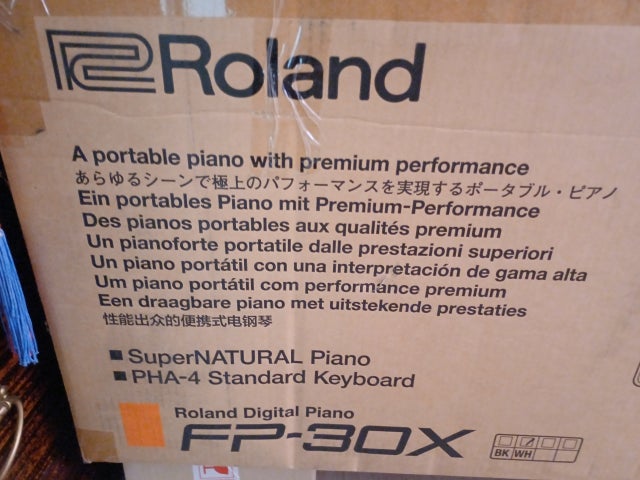 Roland
A portable piano with premium performance
あらゆるシーンで極上のパフォーマンスを実現するポータブル・ピアノ
Ein portables Piano mit Premium-Performance
Des pianos portables aux qualités premium
Un pianoforte portatile dalle prestazioni superiori
Un piano portátil con una interpretación de gama alta
Um piano portátil com performance premium
Een draagbare piano met uitstekende prestaties
性能出众的便携式电钢琴
■ SuperNATURAL Piano
■ PHA-4 Standard Keyboard
Roland Digital Piano
FP-30X
BK WH